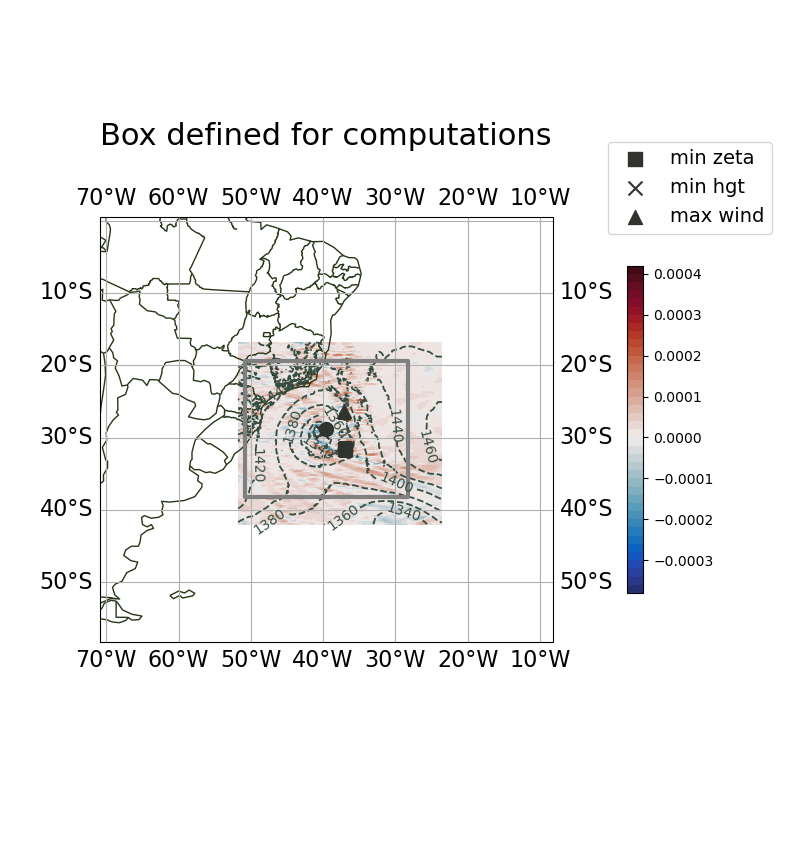 Box defined for computations
min zeta
min hgt
max wind
70°W 60°W 50°W 40°W 30°W 20°W 10°W
0.0004
0.0003
0.0002
0.0001
0.0000
−0.0001
−0.0002
−0.0003
10°S 10°S
20°S 20°S
30°S 30°S
40°S 40°S
50°S 50°S
1380
1360
1440
1460
1420
1400
1380
1360
1340
70°W 60°W 50°W 40°W 30°W 20°W 10°W